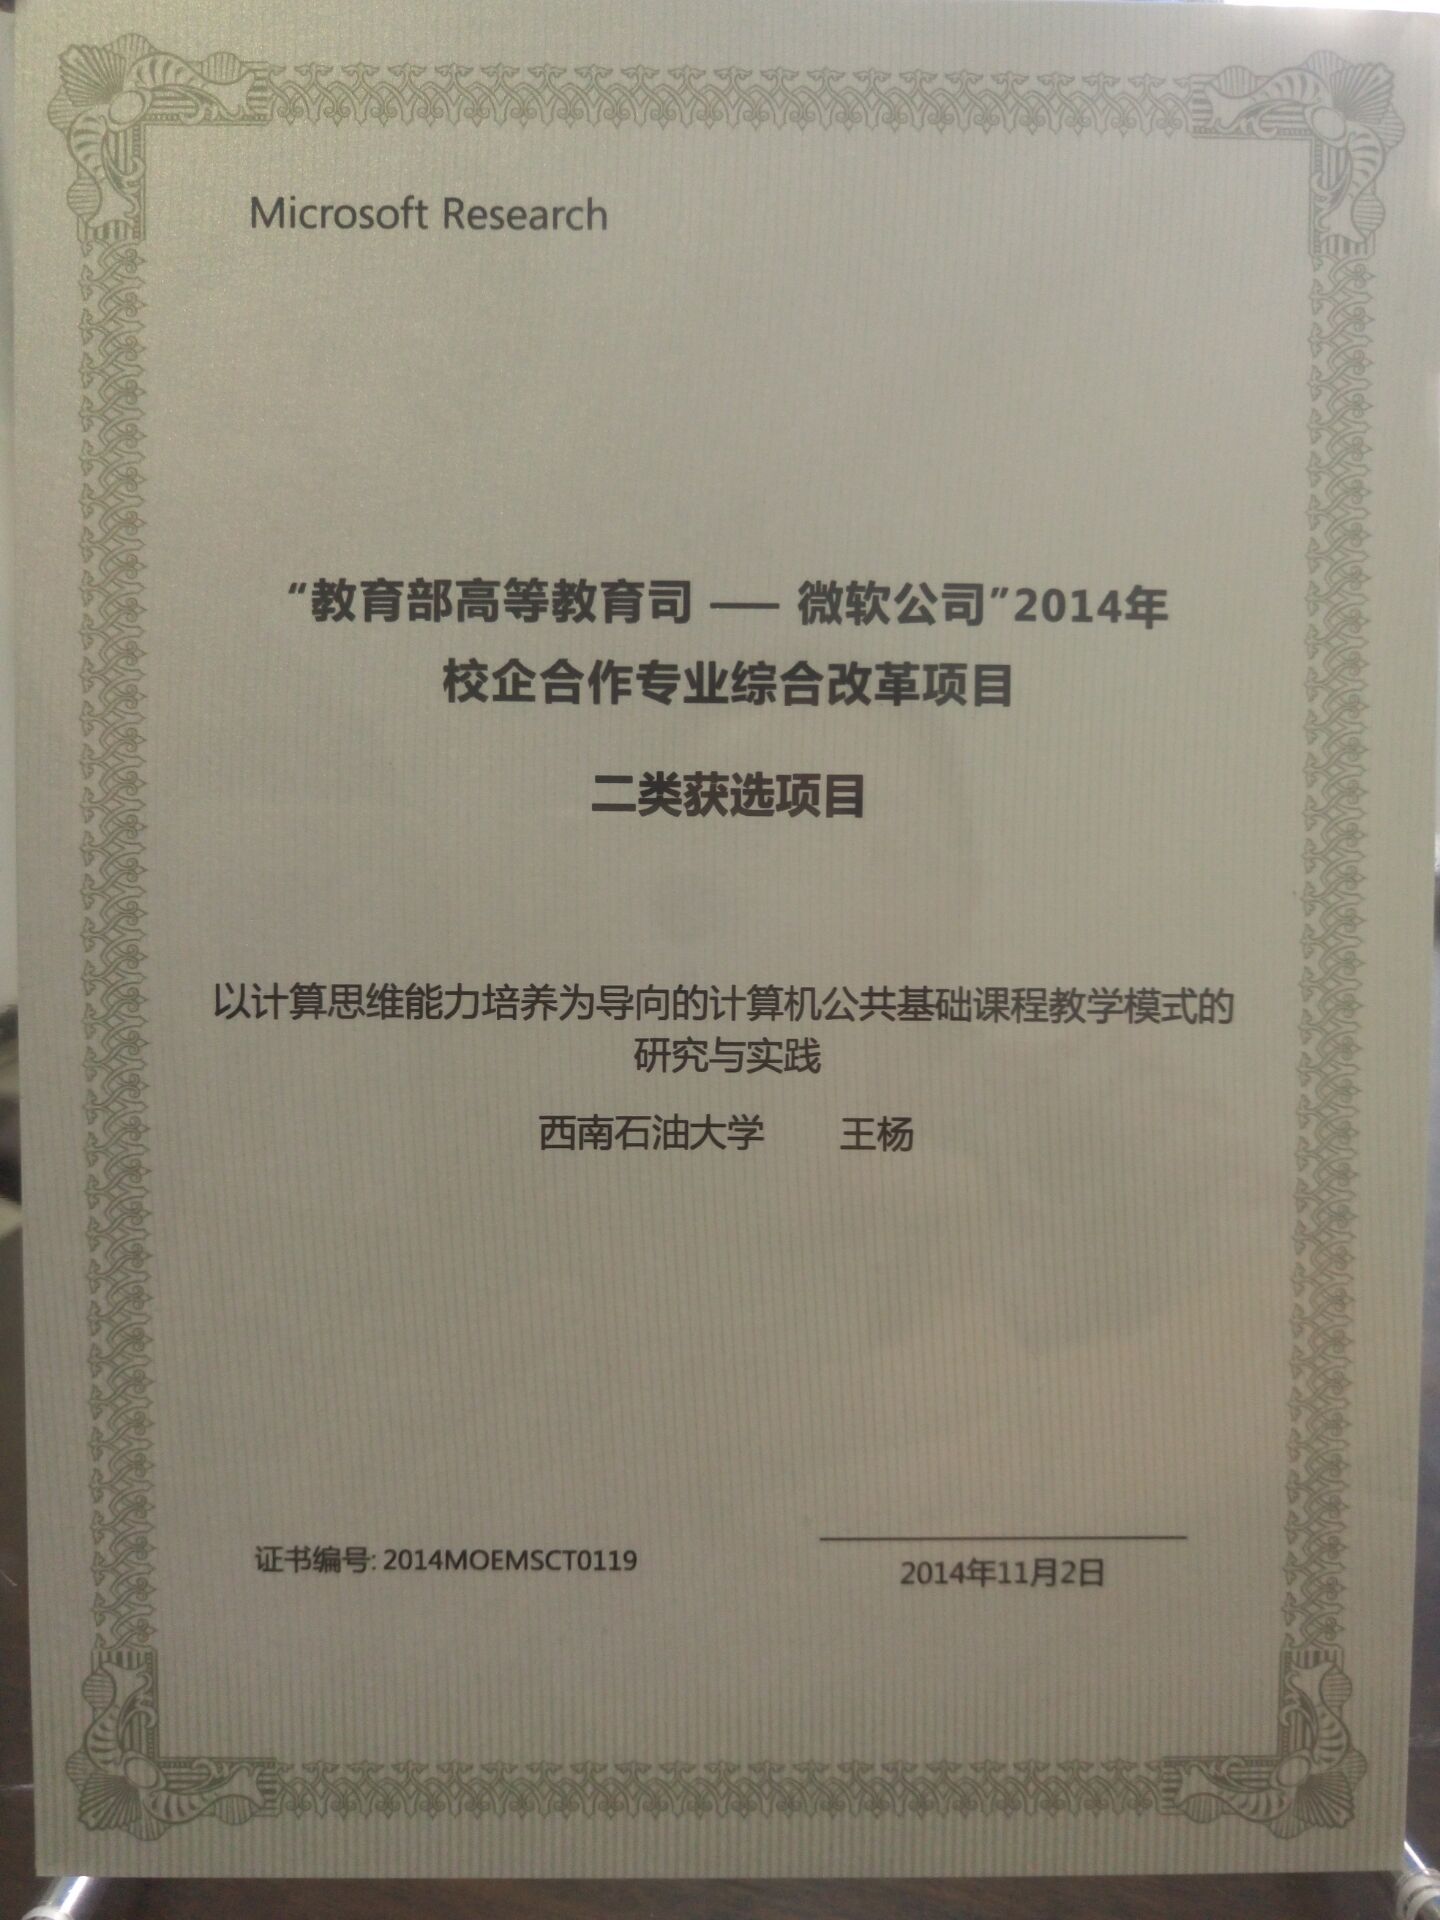 Microsoft Research
“教育部高等教育司 —— 微软公司”2014年
校企合作专业综合改革项目
二类获选项目
以计算思维能力培养为导向的计算机公共基础课程教学模式的
研究与实践
西南石油大学 王杨
证书编号: 2014MOEMSCT0119
2014年11月2日